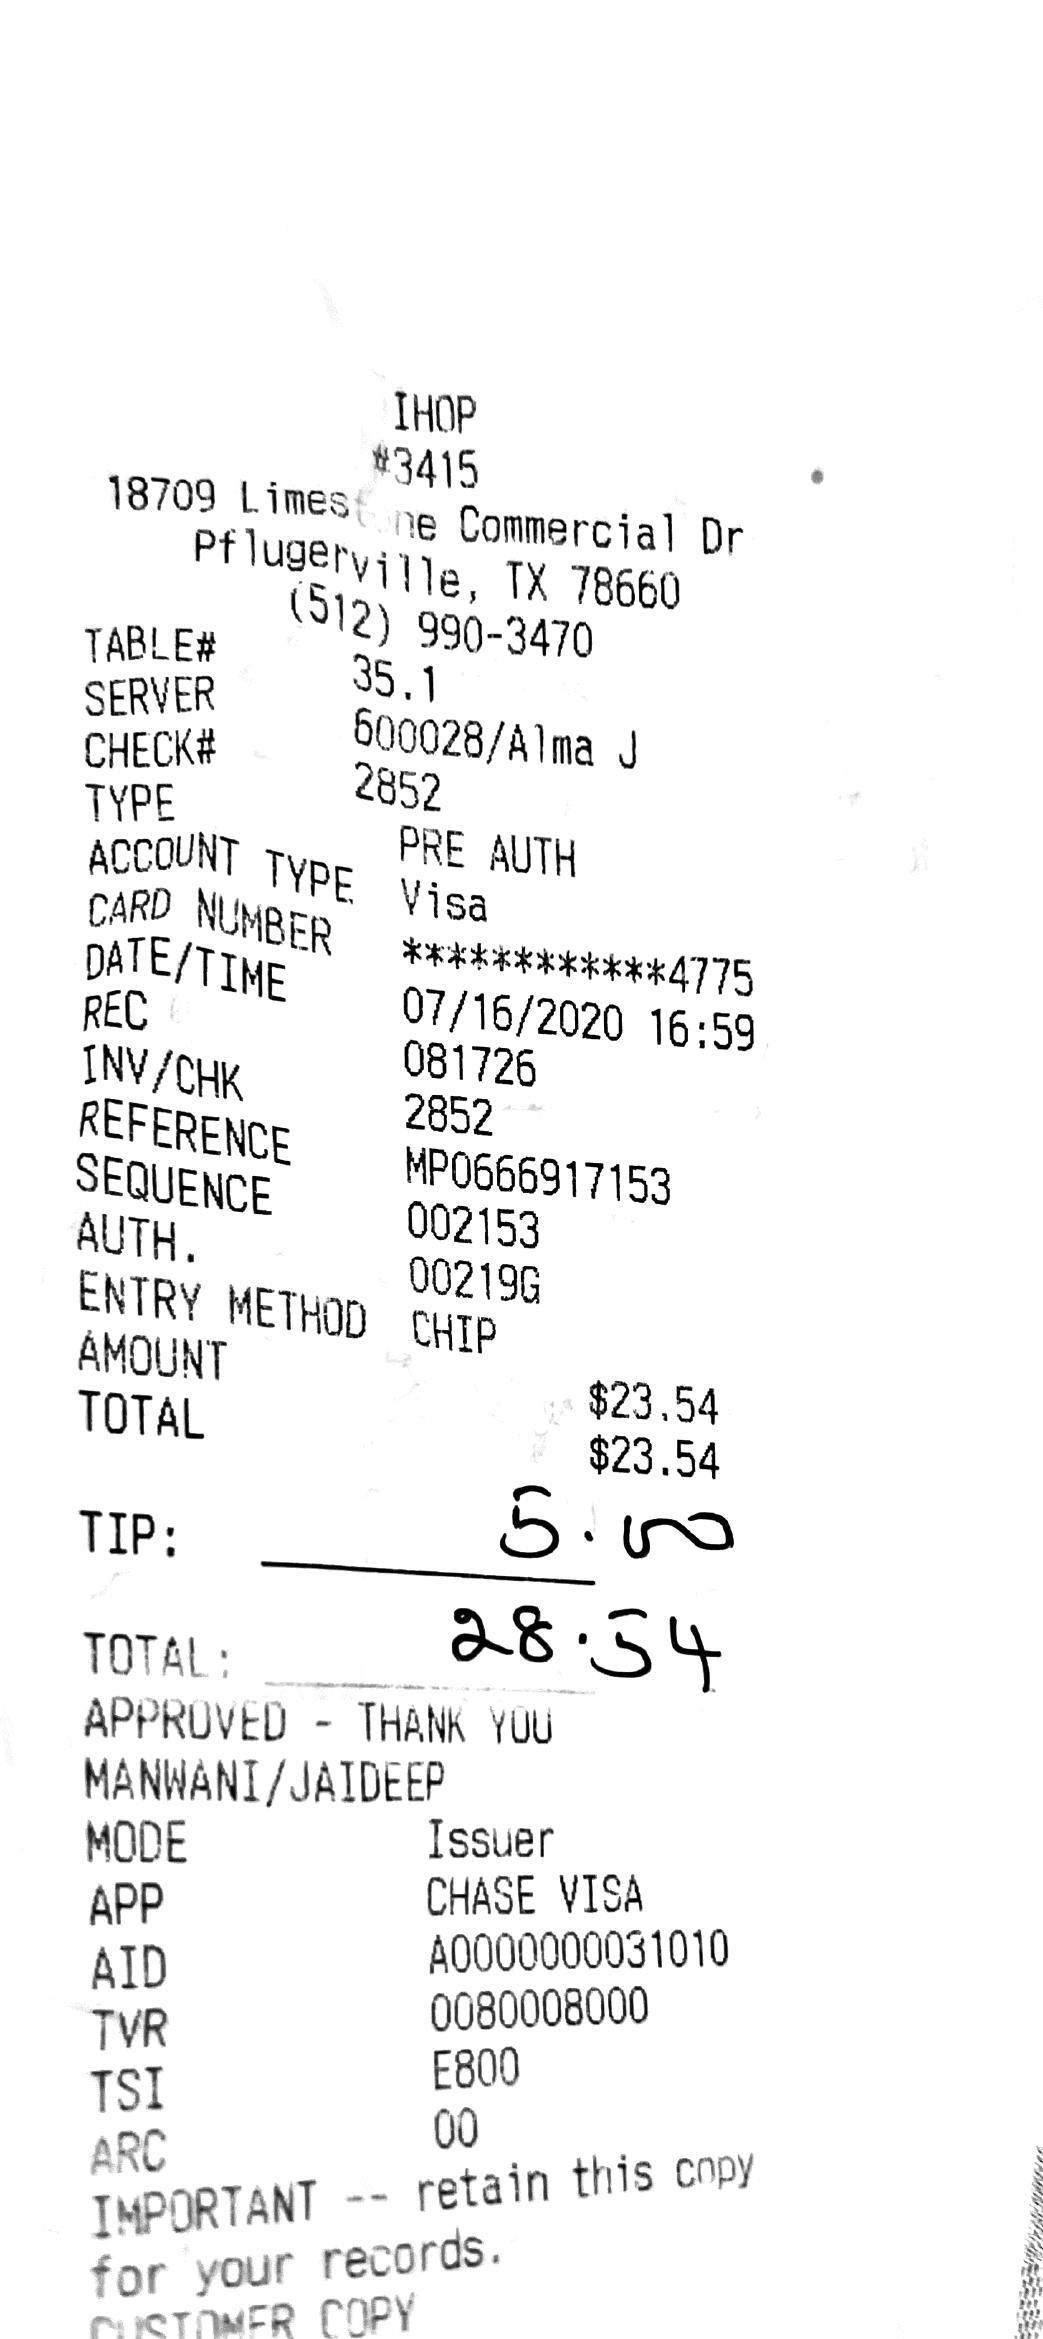 IHOP
#3415
18709 Limestone Commercial Dr
Pflugerville, TX 78660
(512) 990-3470
TABLE# 35.1
SERVER 600028/Alma J
CHECK# 2852
TYPE PRE AUTH
ACCOUNT TYPE Visa
CARD NUMBER ************4775
DATE/TIME 07/16/2020 16:59
REC 081726
INV/CHK 2852
REFERENCE MP0666917153
SEQUENCE 002153
AUTH. 00219G
ENTRY METHOD CHIP
AMOUNT $23.54
TOTAL $23.54
TIP: 5.00
TOTAL: 28.54
APPROVED - THANK YOU
MANWANI/JAIDEEP
MODE Issuer
APP CHASE VISA
AID A0000000031010
TVR 0080008000
TSI E800
ARC 00
IMPORTANT -- retain this copy
for your records.
CUSTOMER COPY